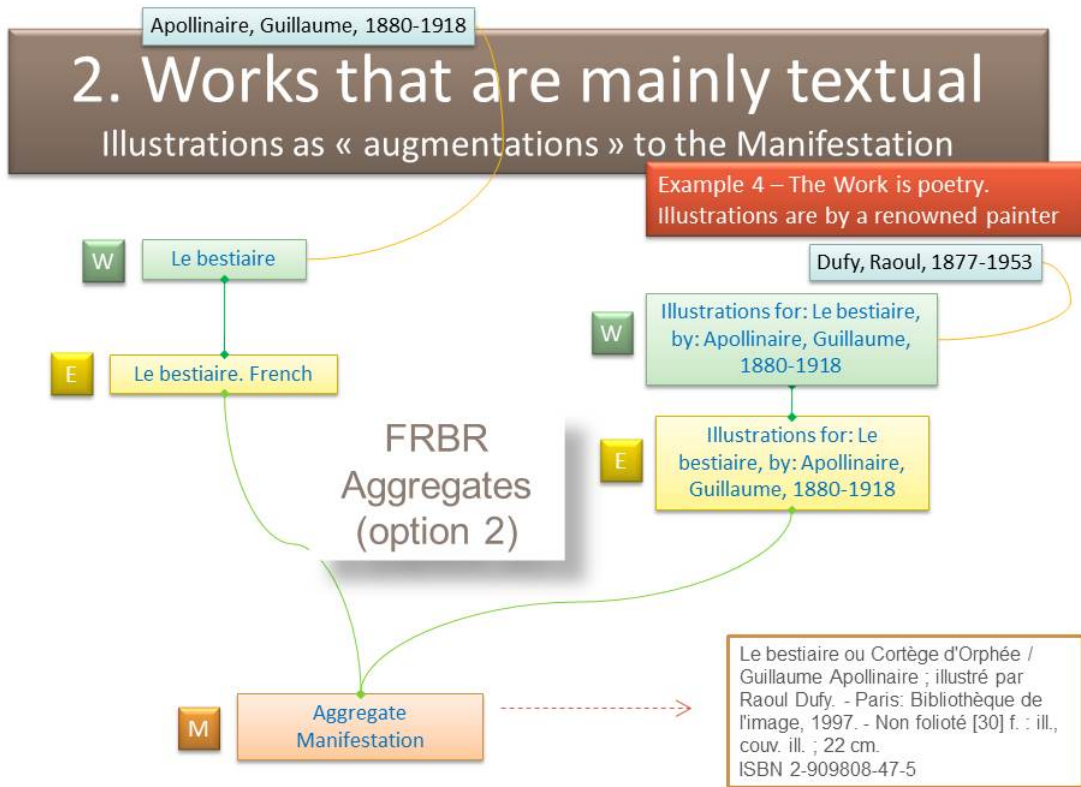 Apollinaire, Guillaume, 1880-1918
2. Works that are mainly textual
Illustrations as « augmentations » to the Manifestation
Example 4 – The Work is poetry.
Illustrations are by a renowned painter
W
Le bestiaire
Dufy, Raoul, 1877-1953
W
Illustrations for: Le bestiaire,
by: Apollinaire, Guillaume,
1880-1918
E
Le bestiaire. French
E
Illustrations for: Le
bestiaire, by: Apollinaire,
Guillaume, 1880-1918
FRBR
Aggregates
(option 2)
M
Aggregate
Manifestation
Le bestiaire ou Cortège d'Orphée /
Guillaume Apollinaire ; illustré par
Raoul Dufy. - Paris: Bibliothèque de
l'image, 1997. - Non folioté [30] f. : ill.,
couv. ill. ; 22 cm.
ISBN 2-909808-47-5